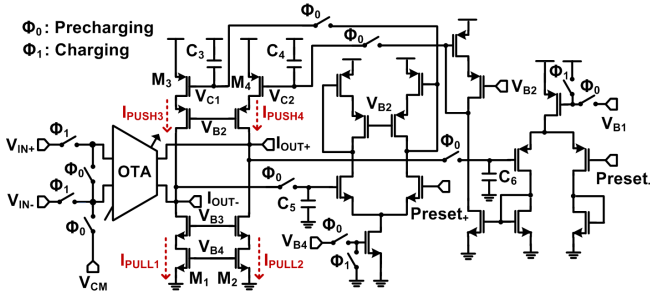 Φ0: Precharging
Φ1: Charging
Φ0
Φ0
C3
C4
M3
M4
VC1
VC2
VB2
VB2
VB2
Φ1
Φ0
VB1
IPUSH3
IPUSH4
VB2
VIN+
Φ1
OTA
IOUT+
Φ0
Φ0
VIN-
Φ1
Φ0
C5
C6
Preset-
IOUT-
Preset+
Φ0
VB3
VB4
Φ0
VB4
Φ1
IPULL1
IPULL2
M1
M2
VCM